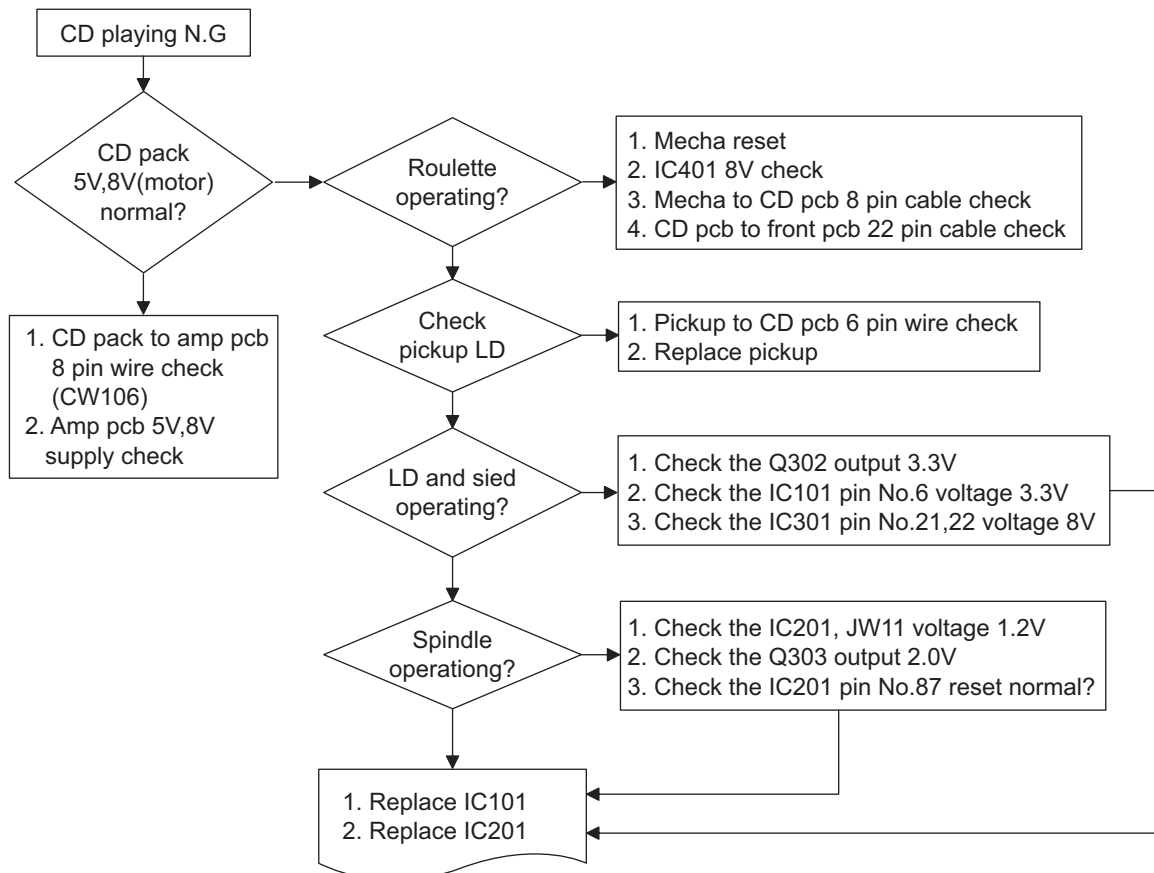 CD playing N.G
CD pack
5V,8V(motor)
normal?
1. CD pack to amp pcb
8 pin wire check
(CW106)
2. Amp pcb 5V,8V
supply check
Roulette
operating?
1. Mecha reset
2. IC401 8V check
3. Mecha to CD pcb 8 pin cable check
4. CD pcb to front pcb 22 pin cable check
Check
pickup LD
1. Pickup to CD pcb 6 pin wire check
2. Replace pickup
LD and sied
operating?
1. Check the Q302 output 3.3V
2. Check the IC101 pin No.6 voltage 3.3V
3. Check the IC301 pin No.21,22 voltage 8V
Spindle
operationg?
1. Check the IC201, JW11 voltage 1.2V
2. Check the Q303 output 2.0V
3. Check the IC201 pin No.87 reset normal?
1. Replace IC101
2. Replace IC201